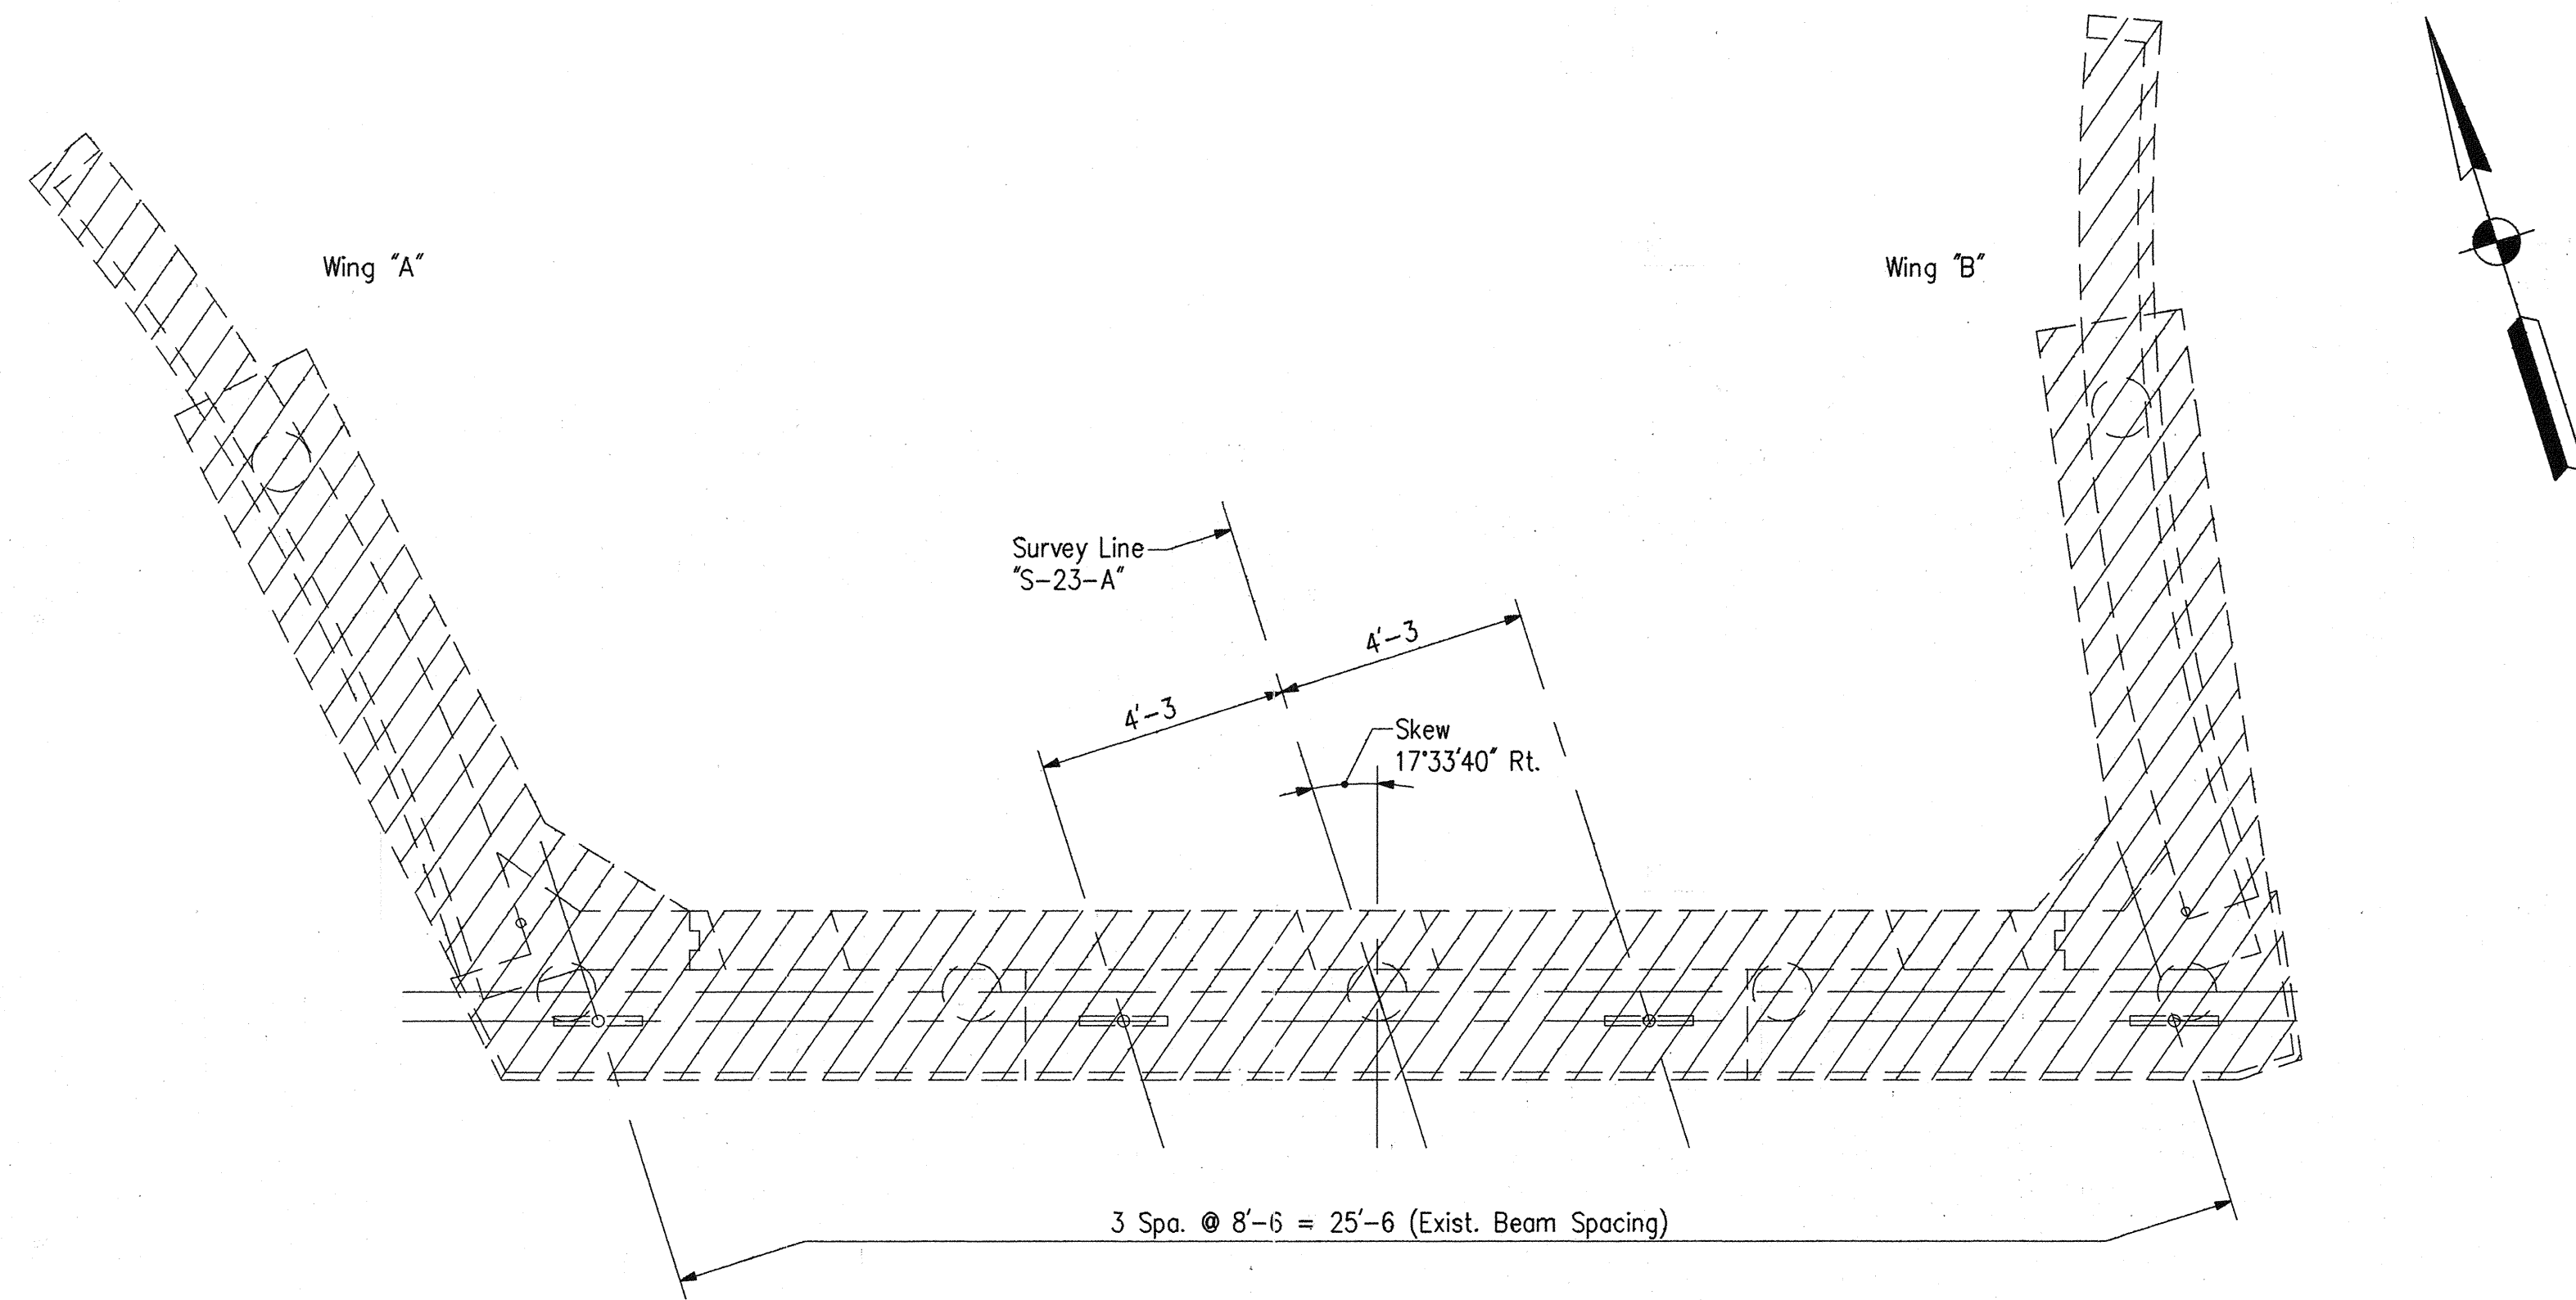 Wing "A"
Wing "B"
Survey Line
"S-23-A"
4'-3
4'-3
Skew
17°33'40" Rt.
3 Spa. @ 8'-6 = 25'-6 (Exist. Beam Spacing)